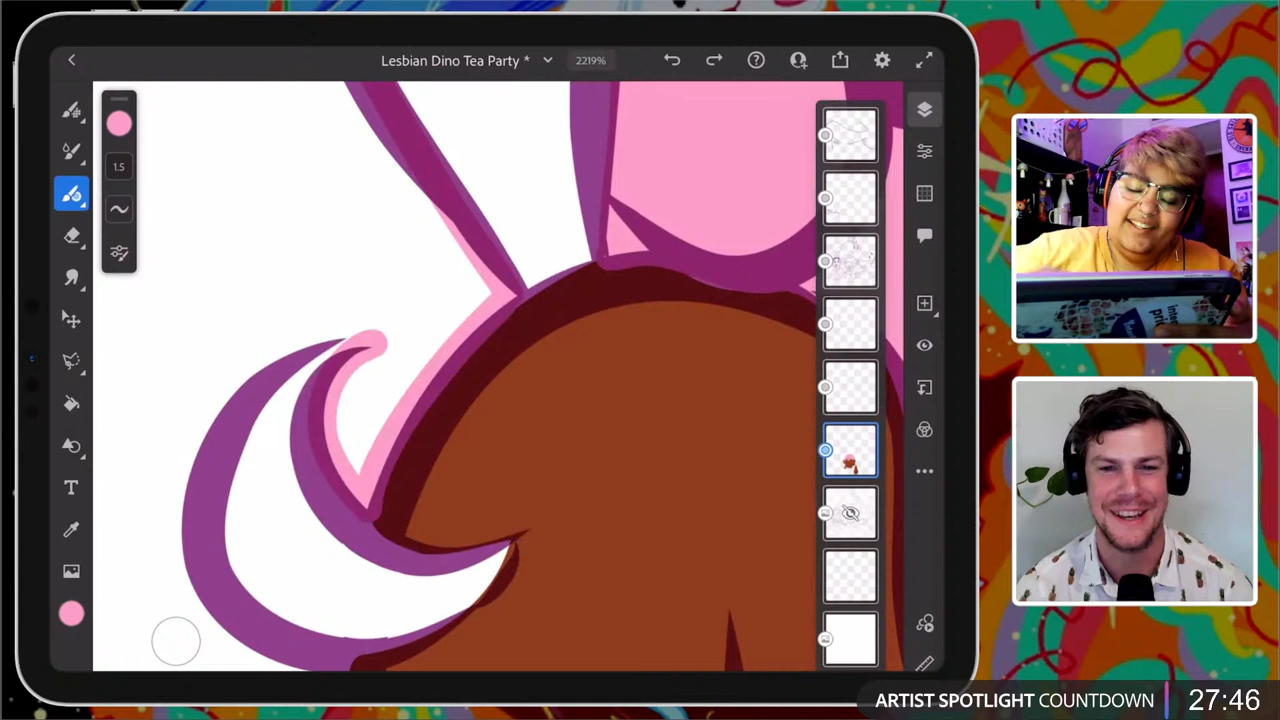 Lesbian Dino Tea Party *
2219%
1.5
T
ARTIST SPOTLIGHT COUNTDOWN
27:46